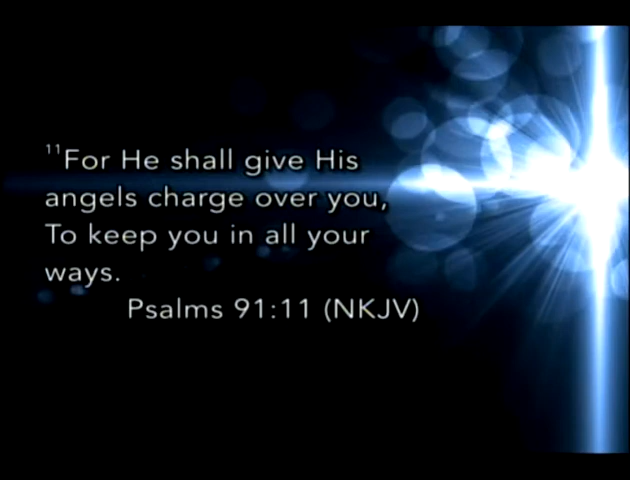 ¹¹For He shall give His
angels charge over you,
To keep you in all your
ways.
Psalms 91:11 (NKJV)